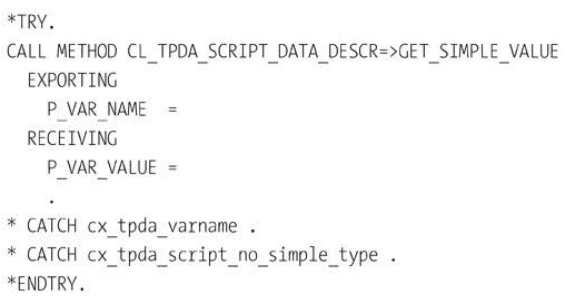 *TRY.
CALL METHOD CL_TPDA_SCRIPT_DATA_DESCR=>GET_SIMPLE_VALUE
  EXPORTING
    P_VAR_NAME  =
  RECEIVING
    P_VAR_VALUE =
    .
* CATCH cx_tpda_varname .
* CATCH cx_tpda_script_no_simple_type .
*ENDTRY.